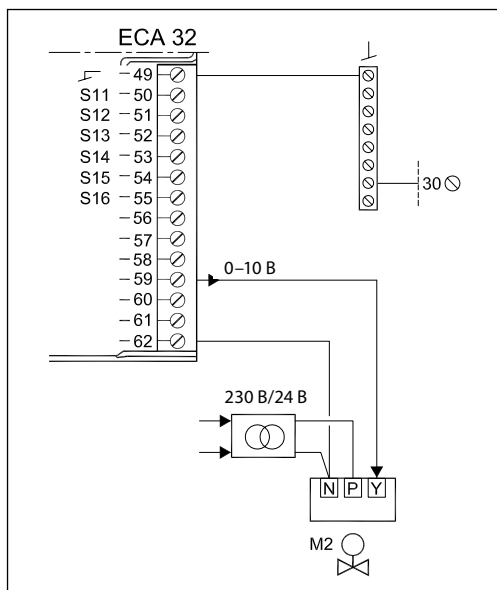 ECA 32
49
S11 50
S12 51
S13 52
S14 53
S15 54
S16 55
56
57
58
59
60
61
62
30
0–10 В
230 В/24 В
N P Y
M2